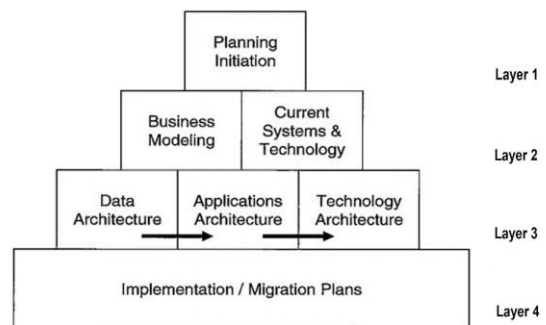 Planning
Initiation
Layer 1
Business
Modeling
Current
Systems &
Technology
Layer 2
Data
Architecture
Applications
Architecture
Technology
Architecture
Layer 3
Implementation / Migration Plans
Layer 4